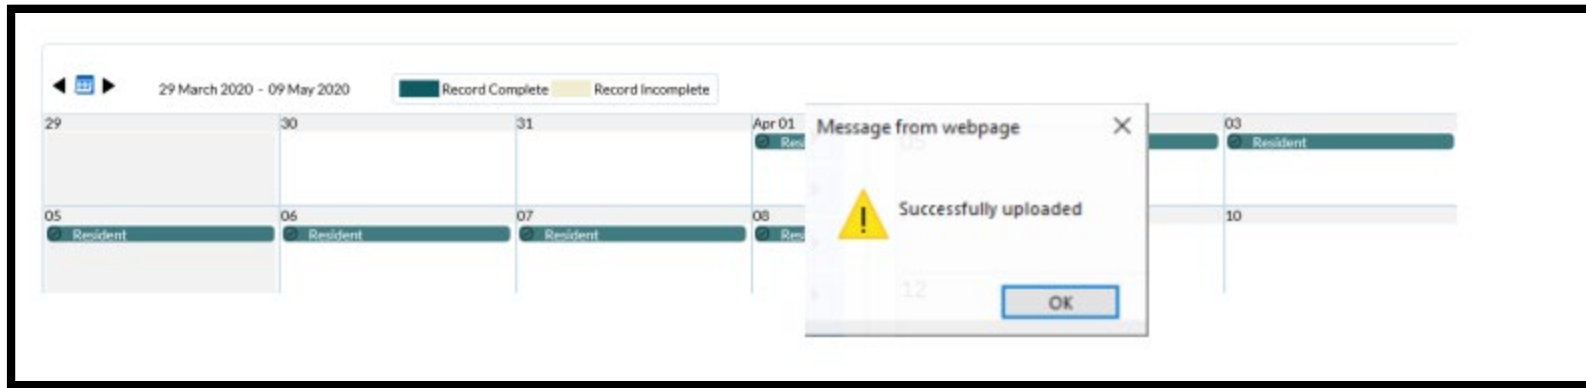 29 March 2020 - 09 May 2020
Record Complete
Record Incomplete
29
30
31
Apr 01
03
Resident
Message from webpage
Successfully uploaded
OK
05
06
07
08
10
Resident
Resident
Resident
12